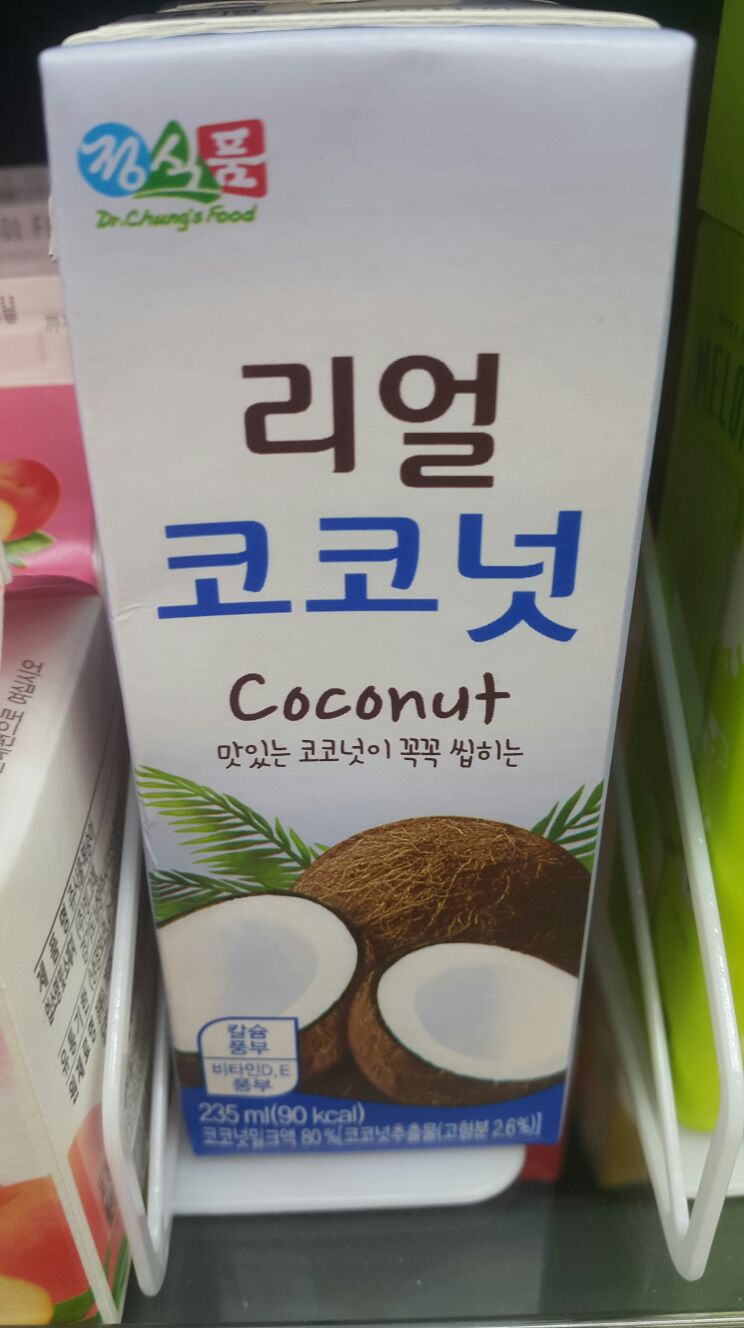 정식품
Dr.Chung's Food
리얼
코코넛
Coconut
맛있는 코코넛이 꼭꼭 씹히는
칼슘
풍부
비타민D,E
풍부
235 ml(90 kcal)
코코넛밀크액 80%[코코넛추출물(고형분 2.6%)]
MELO